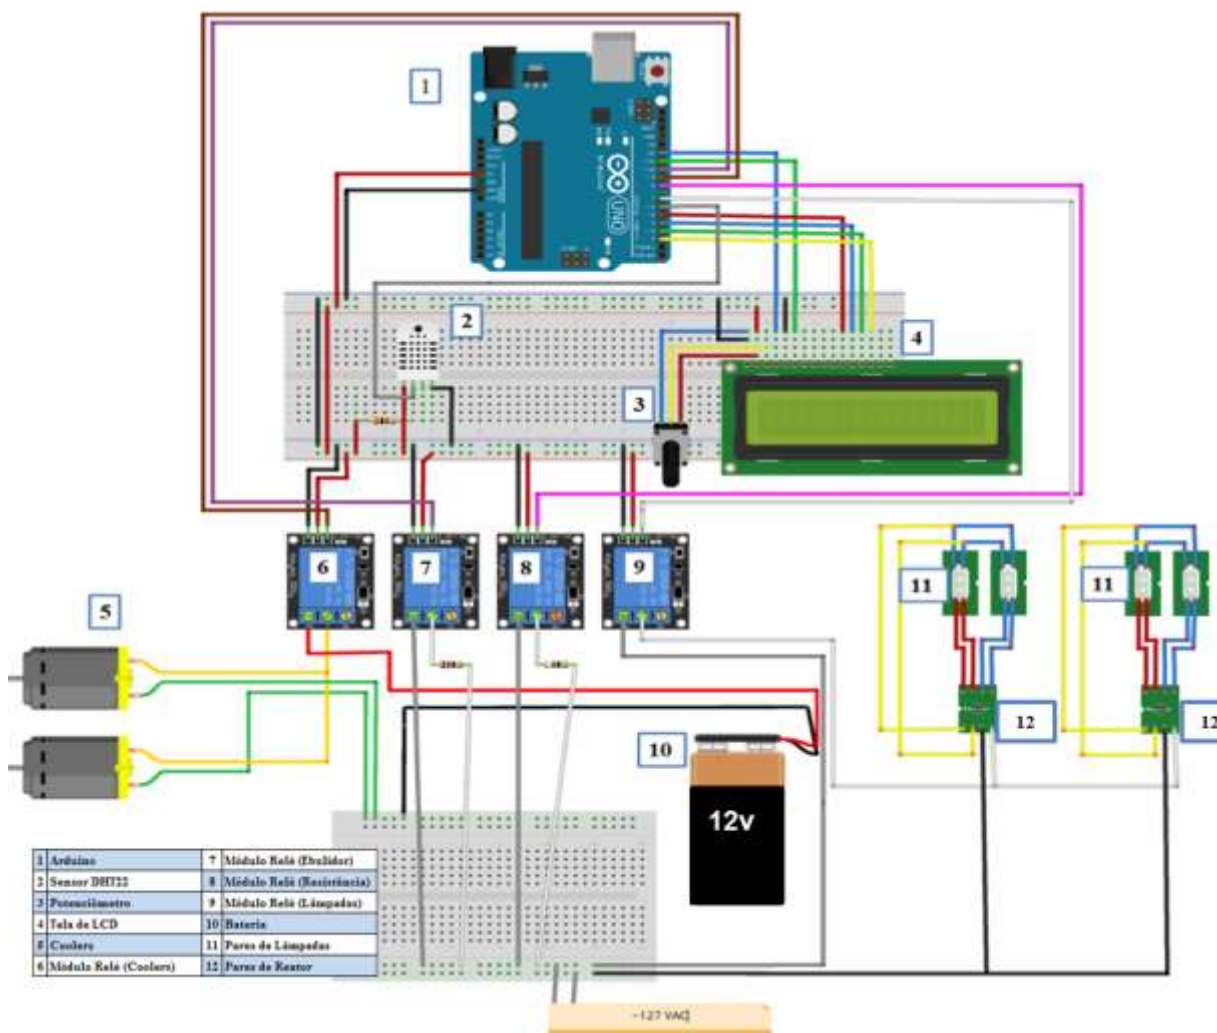 1
UNO
2
4
3
6
7
8
9
11
11
5
12
12
10
12v
1 Arduino 7 Módulo Relé (Ebulidor)
2 Sensor DHT22 8 Módulo Relé (Resistência)
3 Potenciômetro 9 Módulo Relé (Lâmpadas)
4 Tela de LCD 10 Bateria
5 Coolers 11 Pares de Lâmpadas
6 Módulo Relé (Coolers) 12 Pares de Reator
~127 VAC